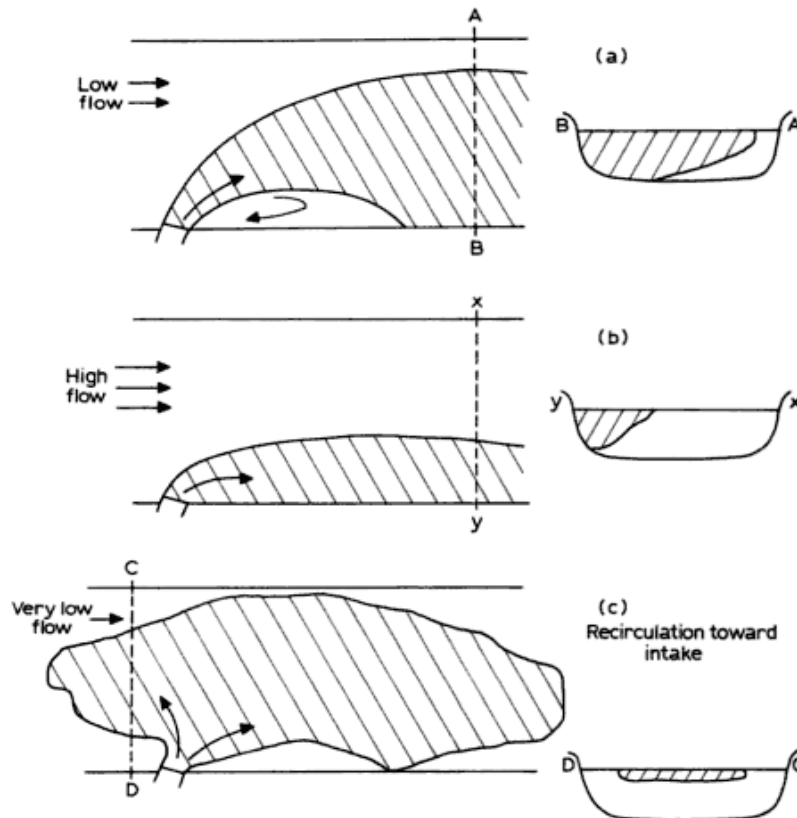 A
(a)
Low
flow
B
A
B
x
(b)
High
flow
y
x
y
C
(c)
Very low
flow
Recirculation toward
intake
D
C
D